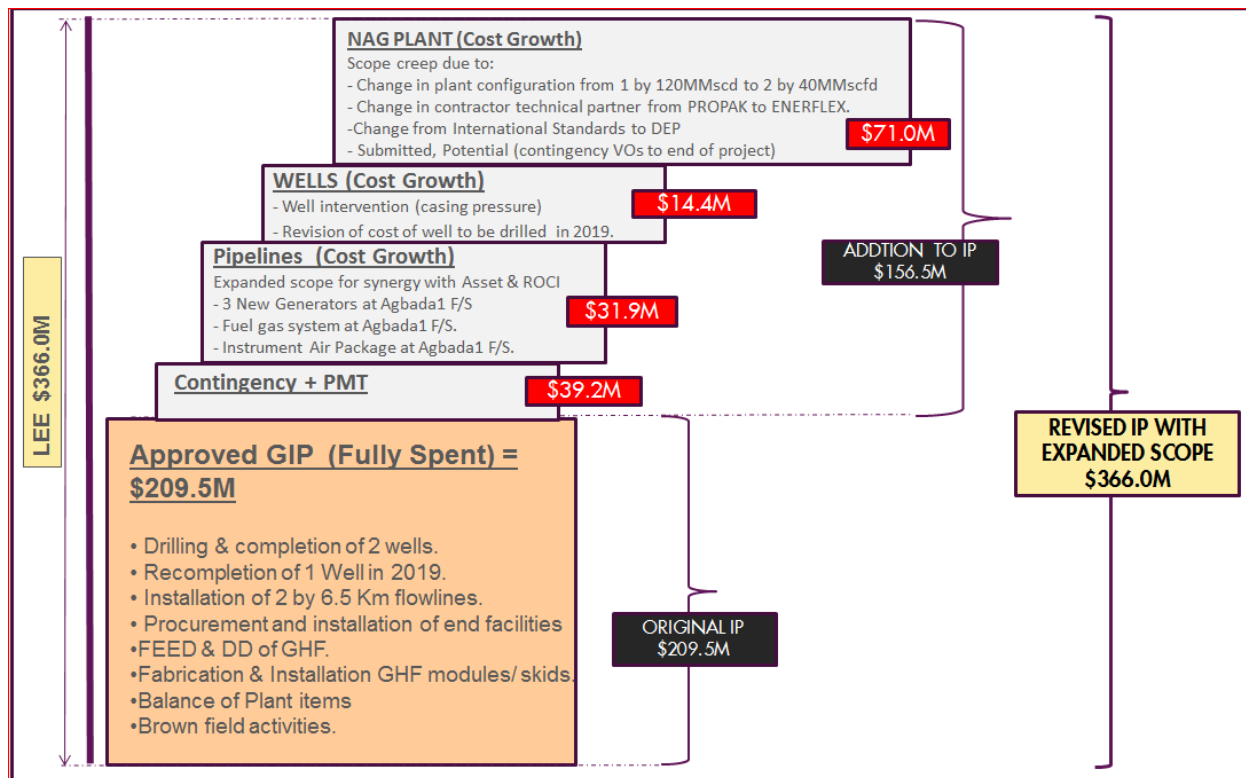 NAG PLANT (Cost Growth)
Scope creep due to:
- Change in plant configuration from 1 by 120MMscd to 2 by 40MMscfd
- Change in contractor technical partner from PROPAK to ENERFLEX.
-Change from International Standards to DEP
- Submitted, Potential (contingency VOs to end of project)
$71.0M
WELLS (Cost Growth)
- Well intervention (casing pressure)
- Revision of cost of well to be drilled in 2019.
$14.4M
Pipelines (Cost Growth)
Expanded scope for synergy with Asset & ROCI
- 3 New Generators at Agbada1 F/S
- Fuel gas system at Agbada1 F/S.
- Instrument Air Package at Agbada1 F/S.
$31.9M
Contingency + PMT
$39.2M
Approved GIP (Fully Spent) =
$209.5M
• Drilling & completion of 2 wells.
• Recompletion of 1 Well in 2019.
• Installation of 2 by 6.5 Km flowlines.
• Procurement and installation of end facilities
•FEED & DD of GHF.
•Fabrication & Installation GHF modules/ skids.
•Balance of Plant items
•Brown field activities.
LEE $366.0M
ADDTION TO IP
$156.5M
ORIGINAL IP
$209.5M
REVISED IP WITH
EXPANDED SCOPE
$366.0M